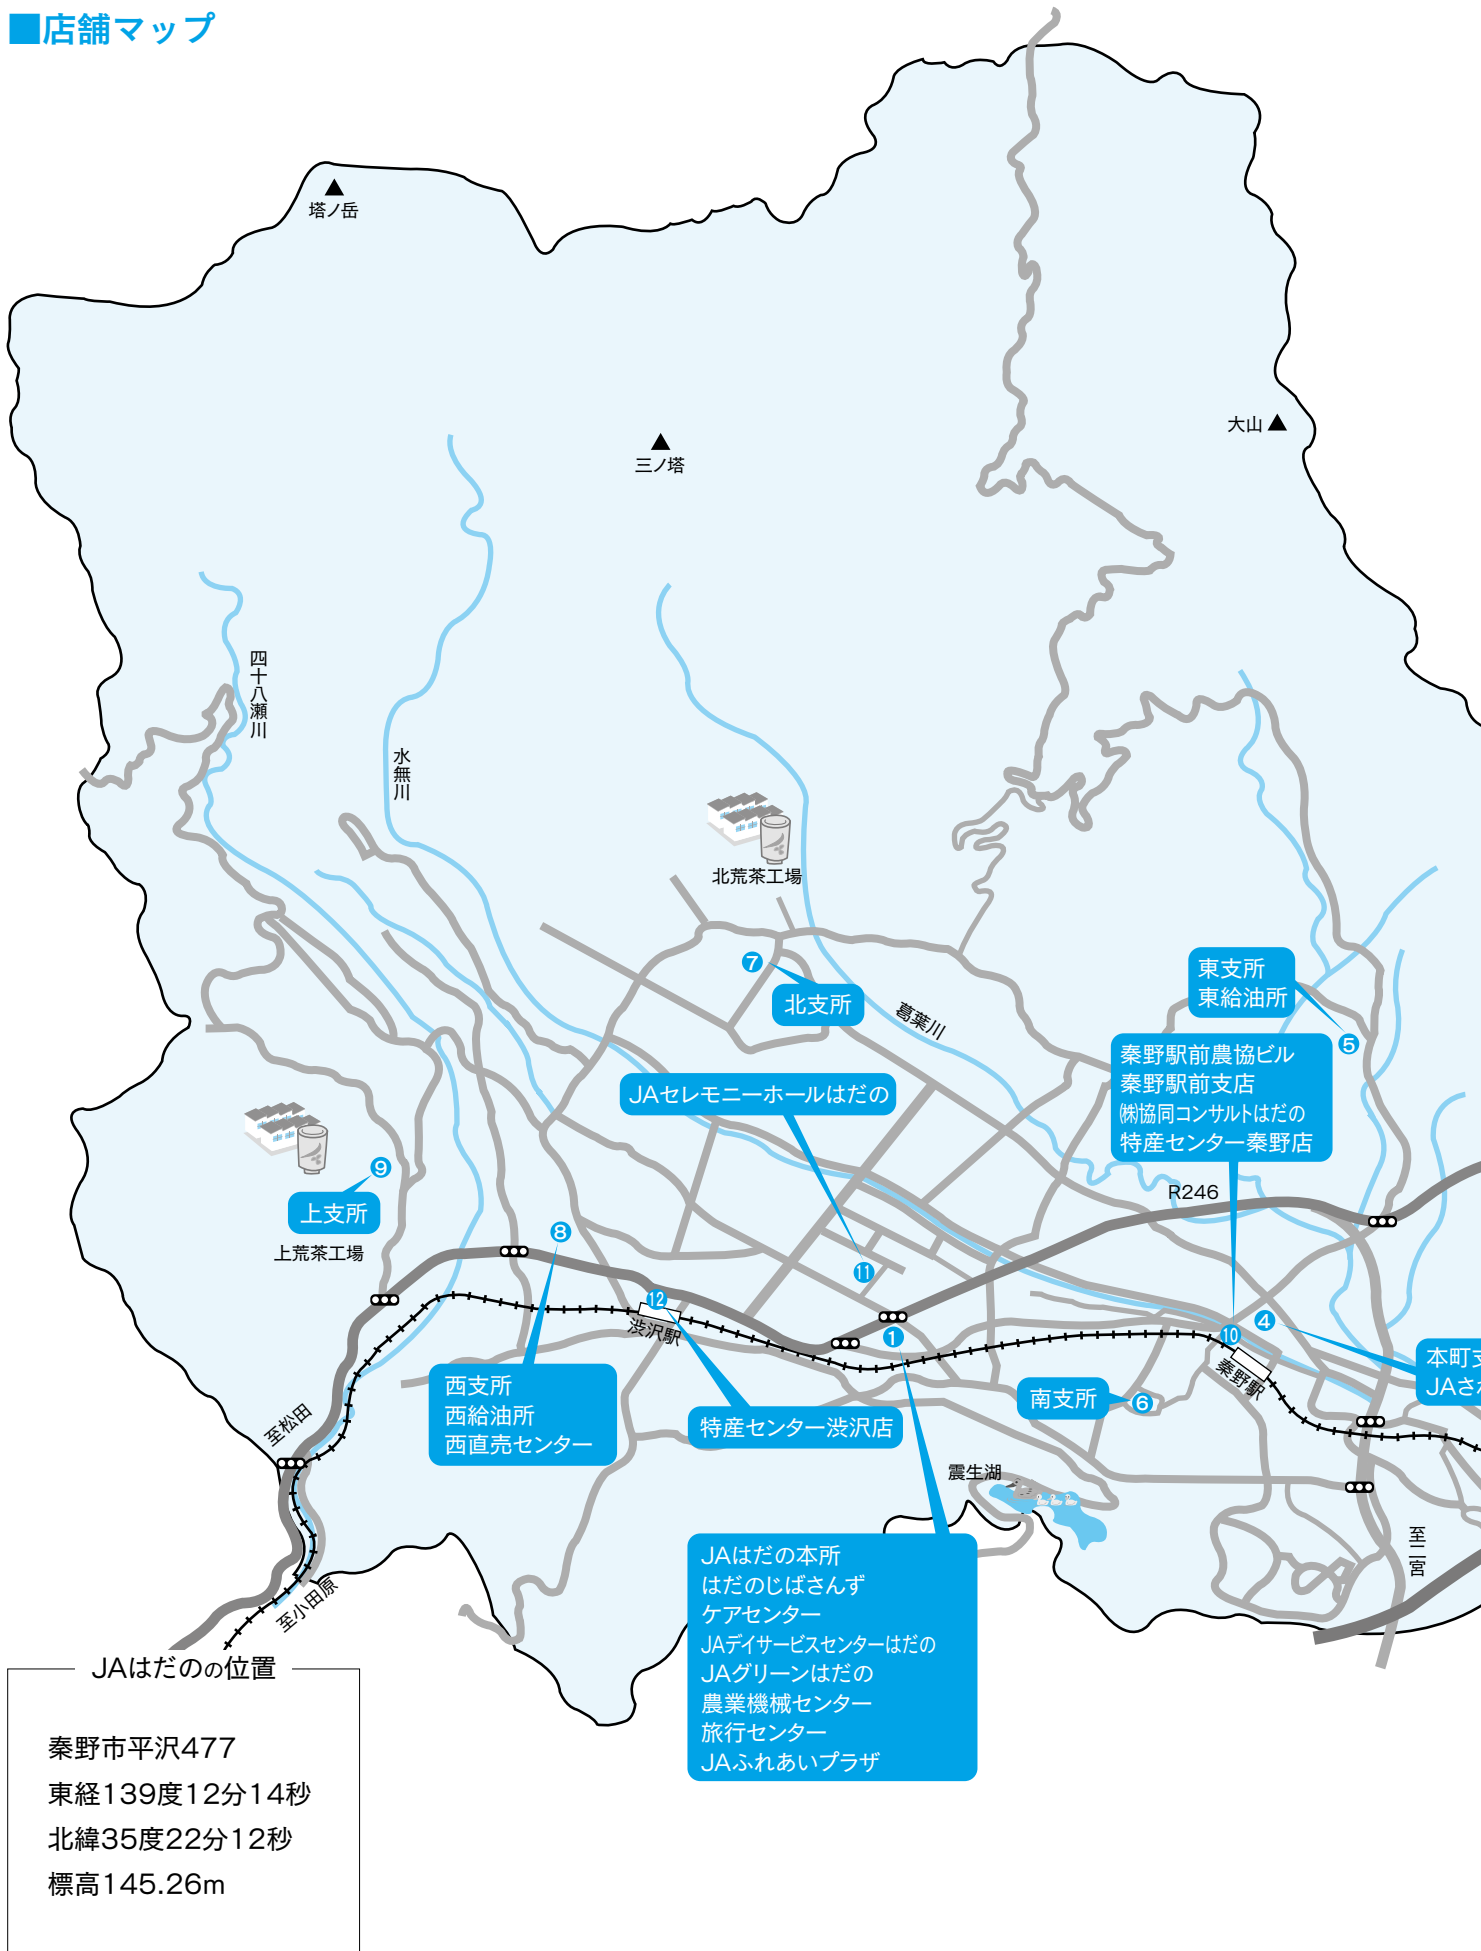 ■店舗マップ
塔ノ岳
三ノ塔
大山
四十八瀬川
水無川
北荒茶工場
⑦
北支所
葛葉川
東支所
東給油所
⑤
秦野駅前農協ビル
秦野駅前支店
㈱協同コンサルトはだの
特産センター秦野店
JAセレモニーホールはだの
R246
⑨
上支所
上荒茶工場
⑧
⑪
⑫
渋沢駅
①
⑩
④
秦野駅
本町支
JAさ
西支所
西給油所
西直売センター
特産センター渋沢店
南支所
⑥
至松田
震生湖
至二宮
至小田原
JAはだの本所
はだのじばさんず
ケアセンター
JAデイサービスセンターはだの
JAグリーンはだの
農業機械センター
旅行センター
JAふれあいプラザ
JAはだのの位置
秦野市平沢477
東経139度12分14秒
北緯35度22分12秒
標高145.26m